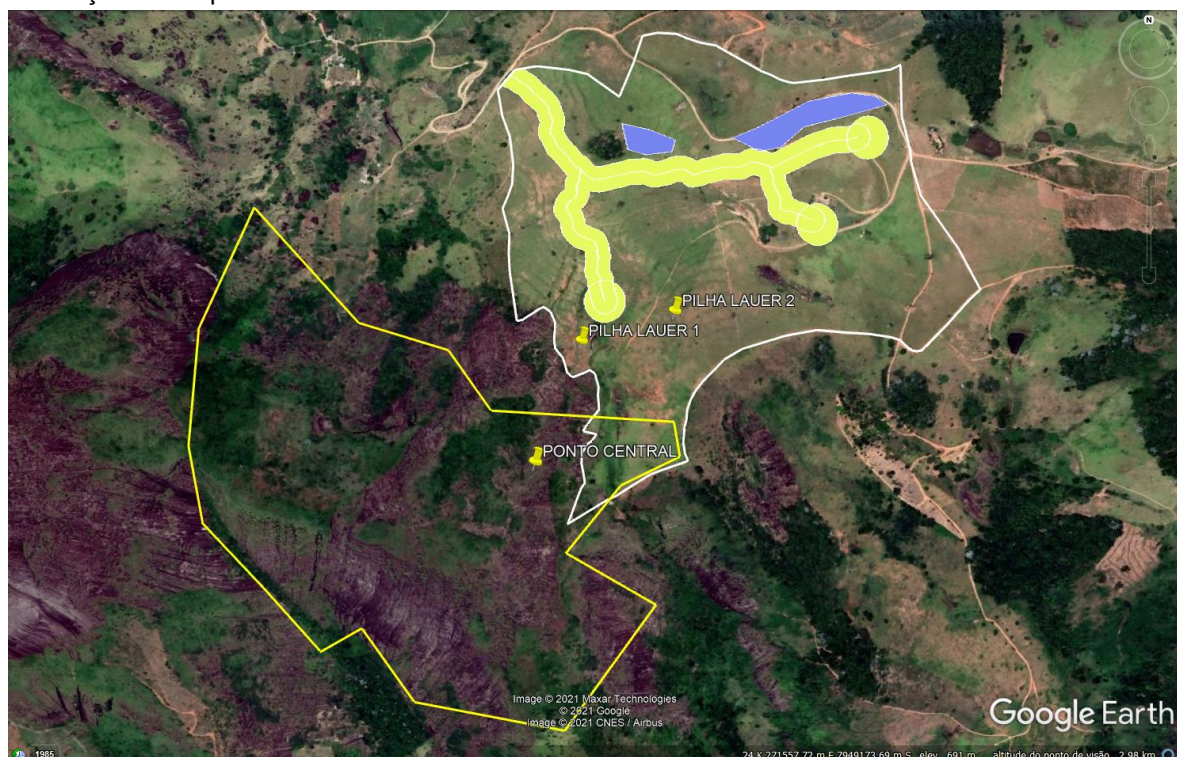 N
PILHA LAUER 2
PILHA LAUER 1
PONTO CENTRAL
Image © 2021 Maxar Technologies
© 2021 Google
Image © 2021 CNES / Airbus
Google Earth
1985
24 K 271557.72 m E 7949173.69 m S elev 691 m altitude do ponto de visão 2.98 km